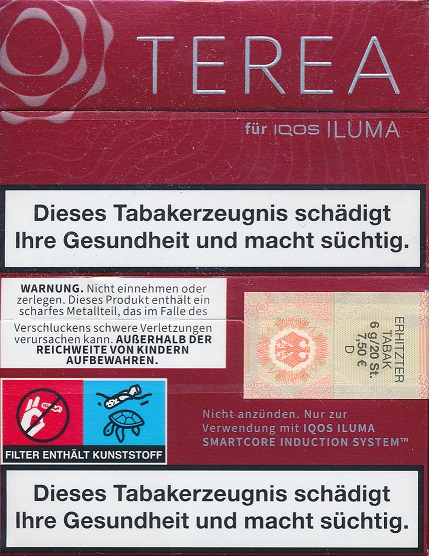 TEREA
für IQOS ILUMA
Dieses Tabakerzeugnis schädigt
Ihre Gesundheit und macht süchtig.
WARNUNG. Nicht einnehmen oder
zerlegen. Dieses Produkt enthält ein
scharfes Metallteil, das im Falle des
Verschluckens schwere Verletzungen
verursachen kann. AUßERHALB DER
REICHWEITE VON KINDERN
AUFBEWAHREN.
ERHITZTER
TABAK
6 g/20 St.
7,50 €
D
FILTER ENTHÄLT KUNSTSTOFF
Nicht anzünden. Nur zur
Verwendung mit IQOS ILUMA
SMARTCORE INDUCTION SYSTEM™
Dieses Tabakerzeugnis schädigt
Ihre Gesundheit und macht süchtig.